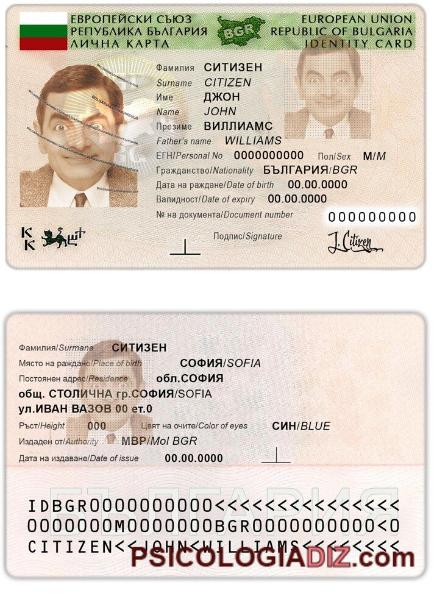 ЕВРОПЕЙСКИ СЪЮЗ
РЕПУБЛИКА БЪЛГАРИЯ
ЛИЧНА КАРТА
BGR
EUROPEAN UNION
REPUBLIC OF BULGARIA
IDENTITY CARD
Фамилия СИТИЗЕН
Surname CITIZEN
Име ДЖОН
Name JOHN
Презиме ВИЛЛИАМС
Father's name WILLIAMS
ЕГН/Personal No 0000000000 Пол/Sex M/M
Гражданство/Nationality БЪЛГАРИЯ/BGR
Дата на раждане/Date of birth 00.00.0000
Валидност/Date of expiry 00.00.0000
№ на документа/Document number 000000000
Подпис/Signature J. Citizen
K
K
Фамилия/Surname СИТИЗЕН
Място на раждане/Place of birth СОФИЯ/SOFIA
Постоянен адрес/Residence обл.СОФИЯ
общ. СТОЛИЧНА гр.СОФИЯ/SOFIA
ул.ИВАН ВАЗОВ 00 ет.0
Ръст/Height 000 Цвят на очите/Color of eyes СИН/BLUE
Издаден от/Authority МВР/MoI BGR
Дата на издаване/Date of issue 00.00.0000
БЪЛГАРИЯ
IDBGR0000000000<<<<<<<<<<<<<<<
0000000M0000000BGR0000000000<0
CITIZEN<<JOHN<WILLIAMS<<<<<<<<
PSICOLOGIADIZ.com